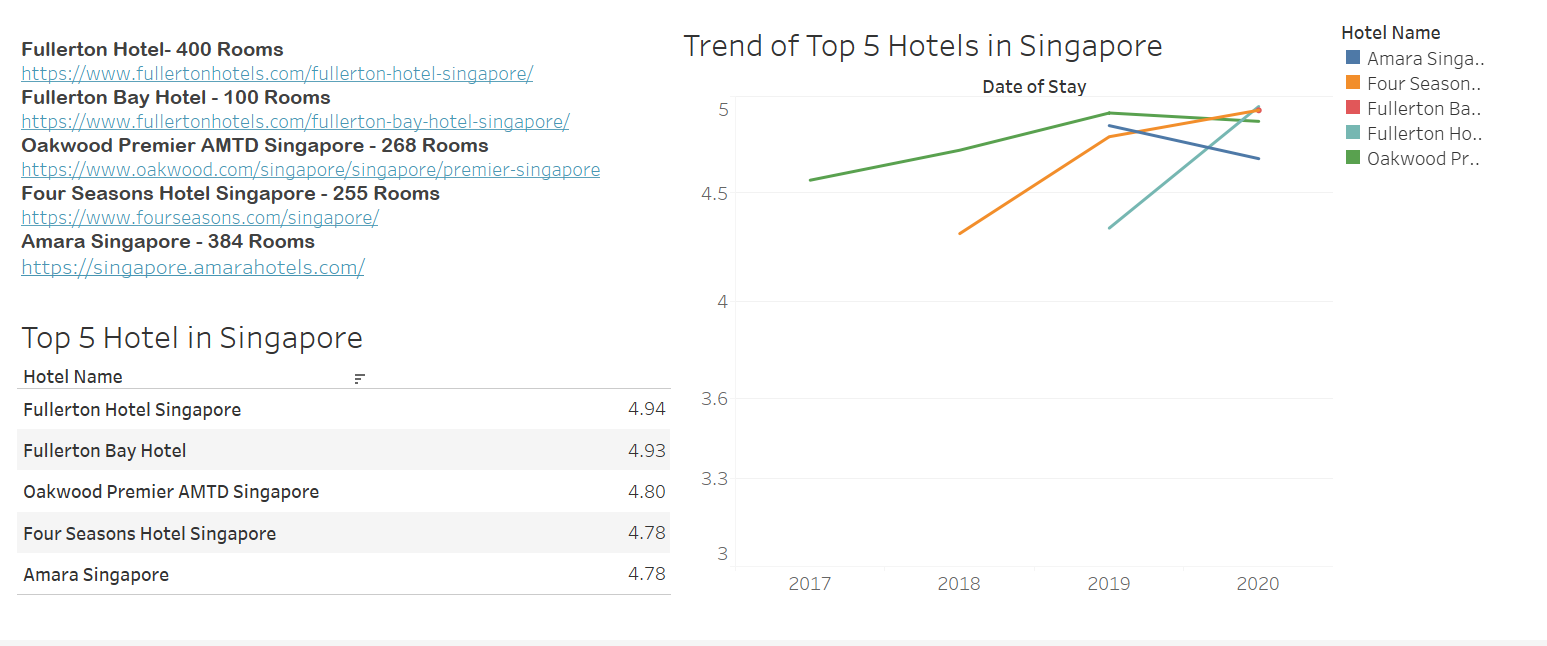 Fullerton Hotel- 400 Rooms
https://www.fullertonhotels.com/fullerton-hotel-singapore/
Fullerton Bay Hotel - 100 Rooms
https://www.fullertonhotels.com/fullerton-bay-hotel-singapore/
Oakwood Premier AMTD Singapore - 268 Rooms
https://www.oakwood.com/singapore/singapore/premier-singapore
Four Seasons Hotel Singapore - 255 Rooms
https://www.fourseasons.com/singapore/
Amara Singapore - 384 Rooms
https://singapore.amarahotels.com/
Top 5 Hotel in Singapore
Hotel Name
Fullerton Hotel Singapore 4.94
Fullerton Bay Hotel 4.93
Oakwood Premier AMTD Singapore 4.80
Four Seasons Hotel Singapore 4.78
Amara Singapore 4.78
Trend of Top 5 Hotels in Singapore
Date of Stay
5
4.5
4
3.6
3.3
3
2017 2018 2019 2020
Hotel Name
Amara Singa..
Four Season..
Fullerton Ba..
Fullerton Ho..
Oakwood Pr..